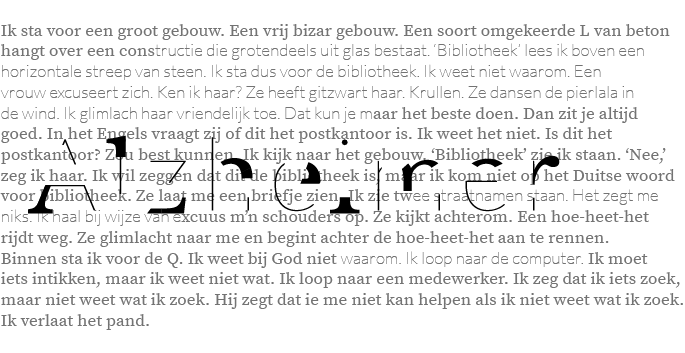 Ik sta voor een groot gebouw. Een vrij bizar gebouw. Een soort omgekeerde L van beton
hangt over een constructie die grotendeels uit glas bestaat. ‘Bibliotheek’ lees ik boven een
horizontale streep van steen. Ik sta dus voor de bibliotheek. Ik weet niet waarom. Een
vrouw excuseert zich. Ken ik haar? Ze heeft gitzwart haar. Krullen. Ze dansen de pierlala in
de wind. Ik glimlach haar vriendelijk toe. Dat kun je maar het beste doen. Dan zit je altijd
goed. In het Engels vraagt zij of dit het postkantoor is. Ik weet het niet. Is dit het
postkantoor? Zou best kunnen. Ik kijk naar het gebouw. ‘Bibliotheek’ zie ik staan. ‘Nee,’
Alzheimer
zeg ik haar. Ik wil zeggen dat dit de bibliotheek is, maar ik kom niet op het Duitse woord
voor bibliotheek. Ze laat me een briefje zien. Ik zie twee straatnamen staan. Het zegt me
niks. Ik haal bij wijze van excuus m’n schouders op. Ze kijkt achterom. Een hoe-heet-het
rijdt weg. Ze glimlacht naar me en begint achter de hoe-heet-het aan te rennen.
Binnen sta ik voor de Q. Ik weet bij God niet waarom. Ik loop naar de computer. Ik moet
iets intikken, maar ik weet niet wat. Ik loop naar een medewerker. Ik zeg dat ik iets zoek,
maar niet weet wat ik zoek. Hij zegt dat ie me niet kan helpen als ik niet weet wat ik zoek.
Ik verlaat het pand.